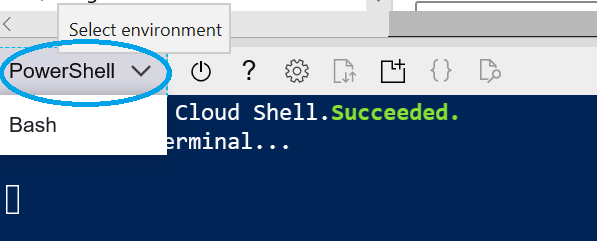 Select environment
PowerShell
?
{}
Bash
Cloud Shell.Succeeded.
erminal...